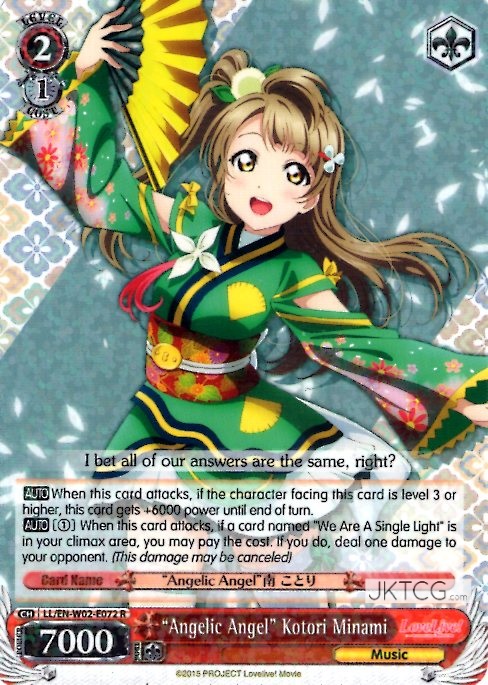 LEVEL
2
1
COST
I bet all of our answers are the same, right?
AUTO When this card attacks, if the character facing this card is level 3 or
higher, this card gets +6000 power until end of turn.
AUTO [①] When this card attacks, if a card named "We Are A Single Light" is
in your climax area, you may pay the cost. If you do, deal one damage to
your opponent. (This damage may be canceled)
Card Name "Angelic Angel" 南 ことり
JKTCG.com
CH LL/EN-W02-E072 R
POWER 7000 SOUL "Angelic Angel" Kotori Minami LoveLive!
Music
©2015 PROJECT Lovelive! Movie